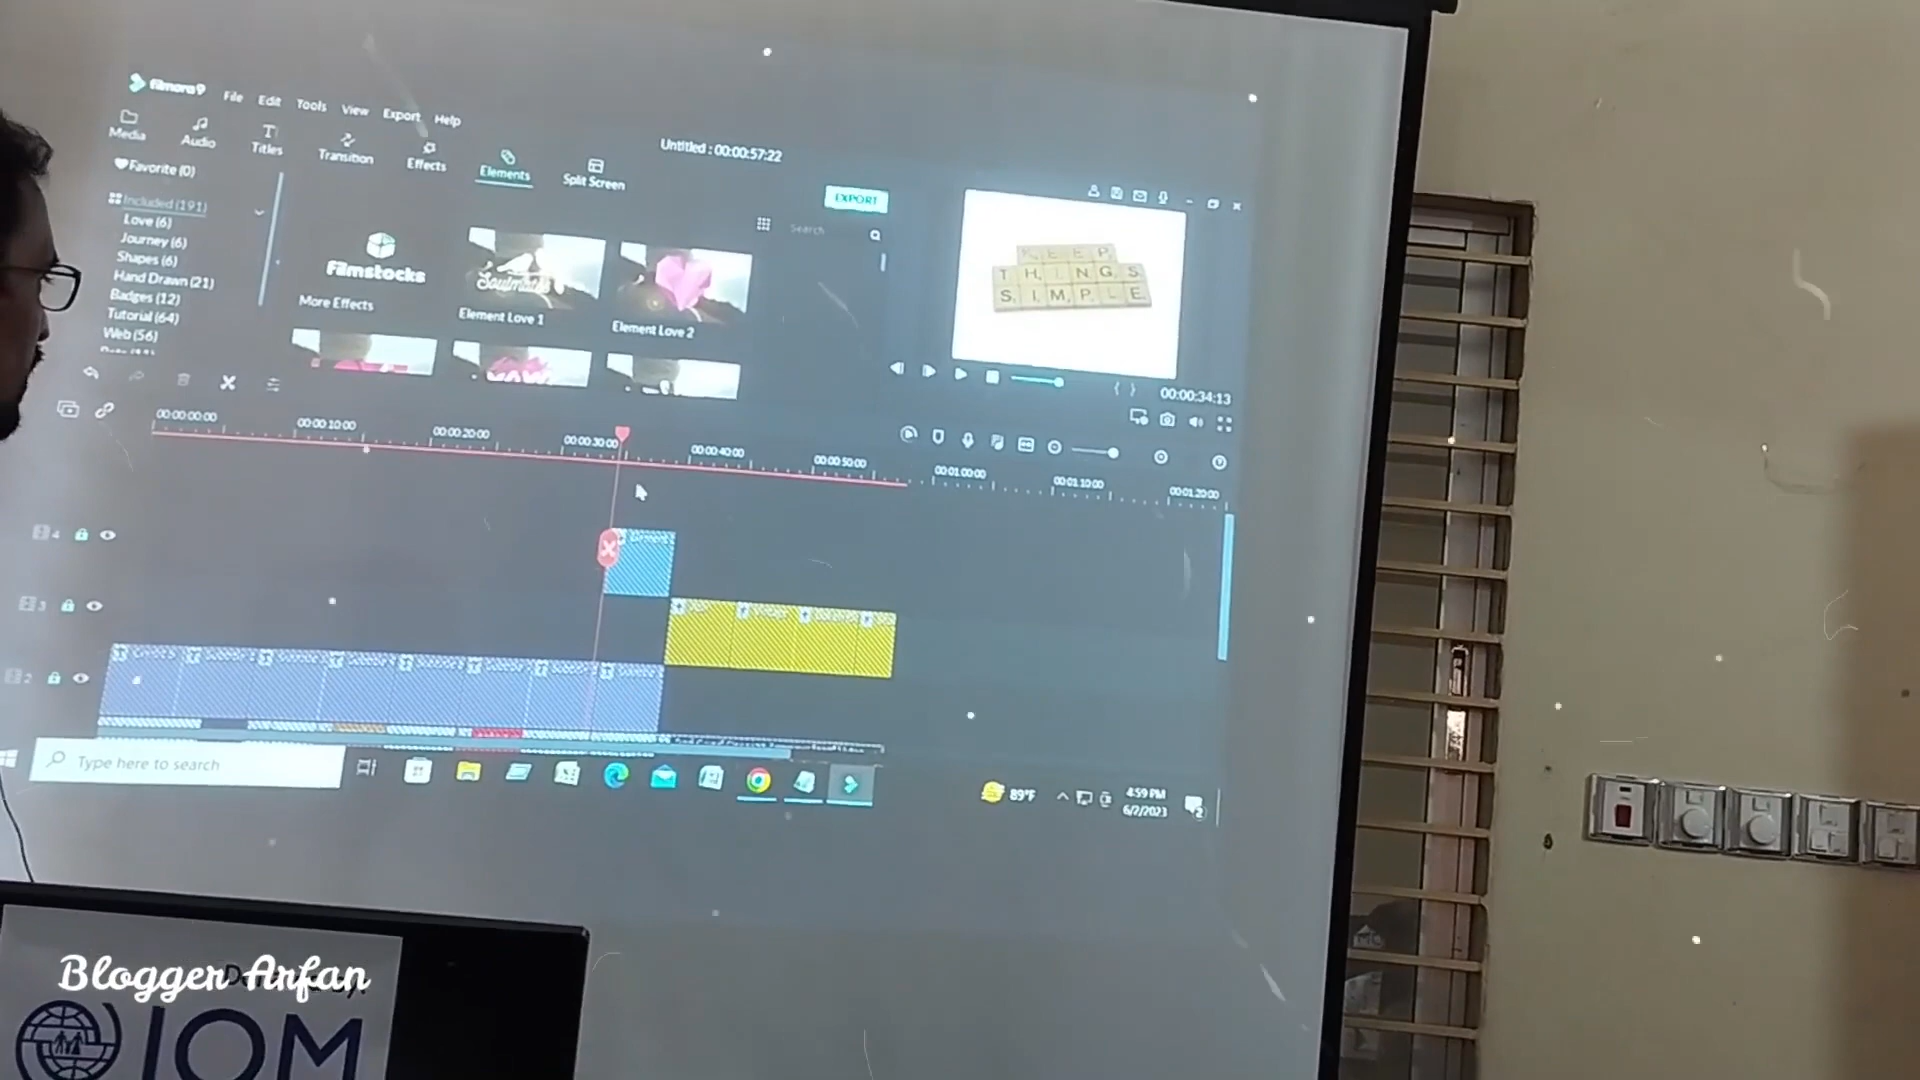 filmora9 File Edit Tools View Export Help
Untitled : 00:00:57:22
Media Audio Titles Transition Effects Elements Split Screen
EXPORT
Favorite (0)
Included (191)
Love (6)
Journey (6)
Shapes (6)
Hand Drawn (21)
Badges (12)
Tutorial (64)
Web (56)
Search
filmstocks
More Effects
Soulmates
Element Love 1
Element Love 2
KEEP
THINGS
SIMPLE
00:00:34:13
00:00:00:00 00:00:10:00 00:00:20:00 00:00:30:00 00:00:40:00 00:00:50:00 00:01:00:00 00:01:10:00 00:01:20:00
4
3
2
Type here to search
89°F
4:59 PM
6/2/2023
2
Blogger Arfan
IOM